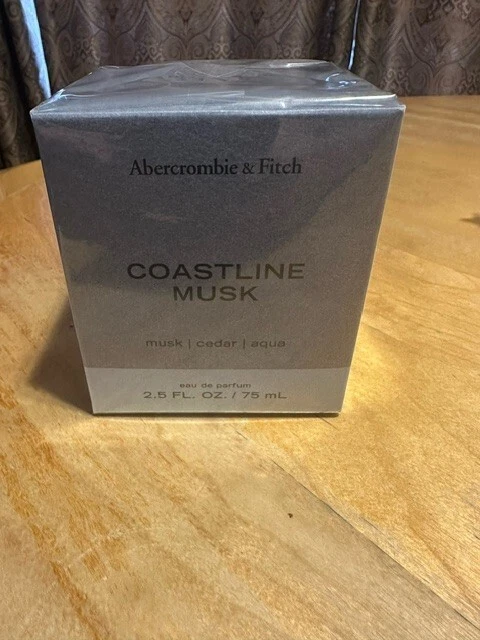 Abercrombie & Fitch
COASTLINE
MUSK
musk | cedar | aqua
eau de parfum
2.5 FL. OZ. / 75 mL